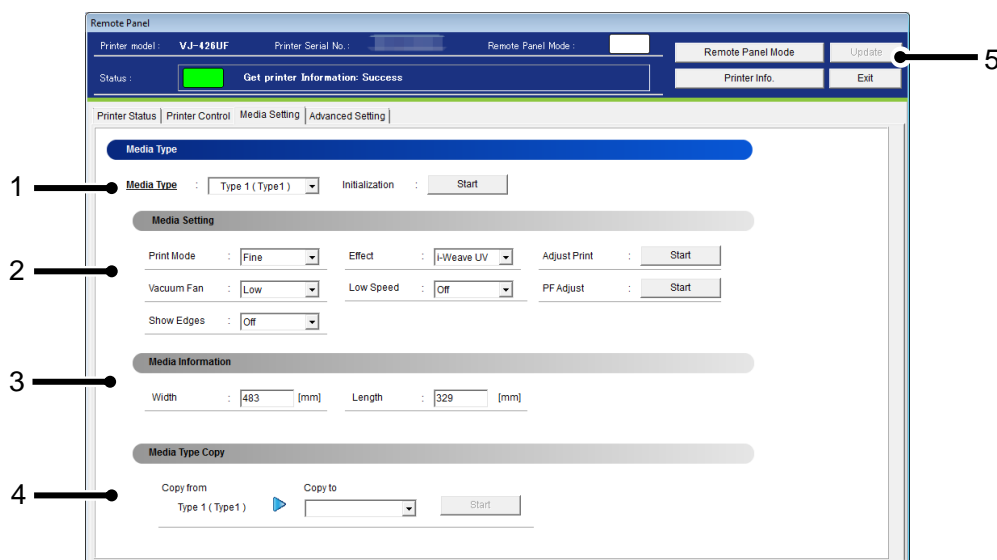 Remote Panel
Printer model : VJ-426UF Printer Serial No. : Remote Panel Mode :
Remote Panel Mode Update
5
Status : Get printer Information: Success
Printer Info. Exit
Printer Status Printer Control Media Setting Advanced Setting
Media Type
1
Media Type : Type 1 ( Type1 ) Initialization : Start
Media Setting
Print Mode : Fine Effect : i-Weave UV Adjust Print : Start
2
Vacuum Fan : Low Low Speed : Off PF Adjust : Start
Show Edges : Off
Media Information
3
Width : 483 [mm] Length : 329 [mm]
Media Type Copy
4
Copy from Copy to
Type 1 ( Type1 ) Start